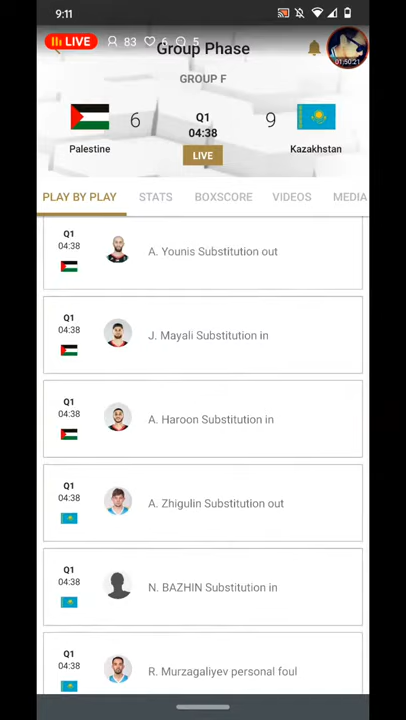 9:11
LIVE 83 6 5
Group Phase
01:50:21
GROUP F
6 Q1 9
04:38
Palestine LIVE Kazakhstan
PLAY BY PLAY STATS BOXSCORE VIDEOS MEDIA
Q1
04:38
A. Younis Substitution out
Q1
04:38
J. Mayali Substitution in
Q1
04:38
A. Haroon Substitution in
Q1
04:38
A. Zhigulin Substitution out
Q1
04:38
N. BAZHIN Substitution in
Q1
04:38
R. Murzagaliyev personal foul